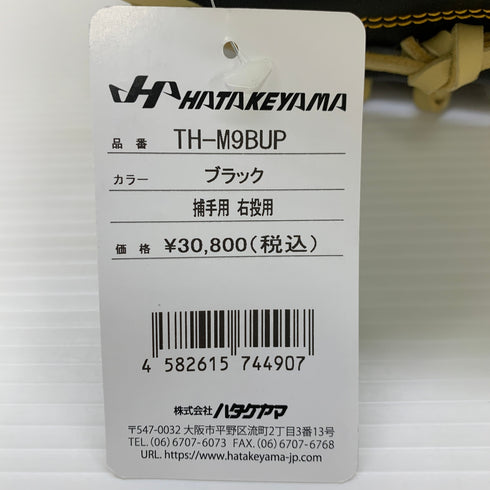 HATAKEYAMA
品番 TH-M9BUP
カラー ブラック
捕手用 右投用
価格 ¥30,800(税込)
4 582615 744907
株式会社ハタケヤマ
〒547-0032 大阪市平野区流町2丁目3番13号
TEL.(06)6707-6073 FAX.(06)6707-6768
URL. https://www.hatakeyama-jp.com